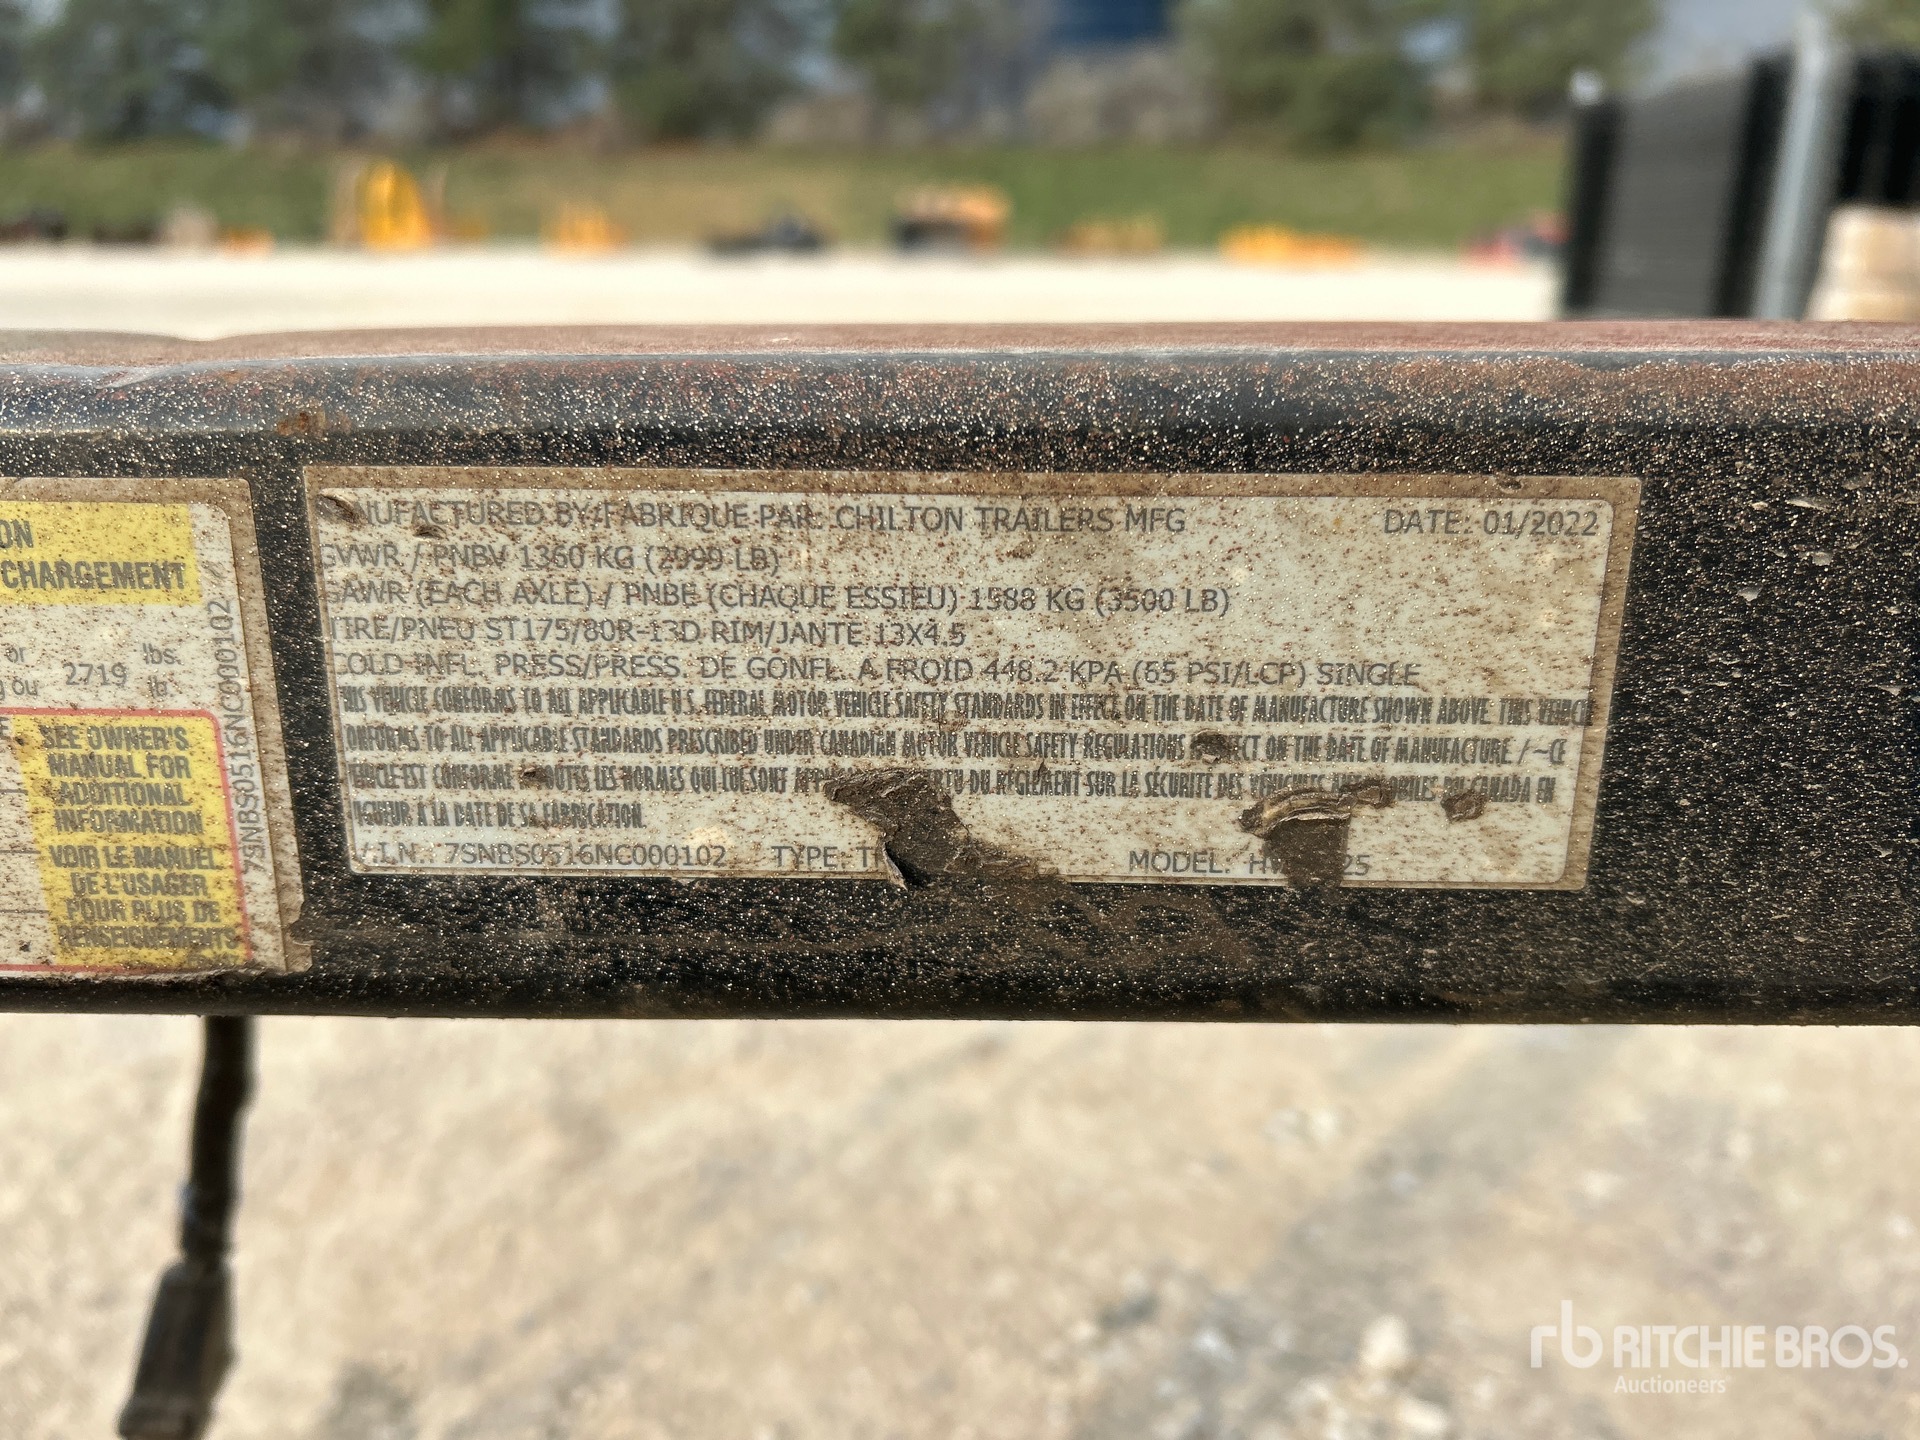 ON
CHARGEMENT
or
2719
lbs.
ou
lb.
SEE OWNER'S
MANUAL FOR
ADDITIONAL
INFORMATION
VOIR LE MANUEL
DE L'USAGER
POUR PLUS DE
RENSEIGNEMENTS
7SNBS0516NC000102
NUFACTURED BY/FABRIQUE PAR: CHILTON TRAILERS MFG DATE: 01/2022
GVWR / PNBV 1360 KG (2999 LB)
GAWR (EACH AXLE) / PNBE (CHAQUE ESSIEU) 1588 KG (3500 LB)
TIRE/PNEU ST175/80R-13D RIM/JANTE 13X4.5
COLD INFL. PRESS/PRESS. DE GONFL. A FROID 448.2 KPA (65 PSI/LCP) SINGLE
THIS VEHICLE CONFORMS TO ALL APPLICABLE U.S. FEDERAL MOTOR VEHICLE SAFETY STANDARDS IN EFFECT ON THE DATE OF MANUFACTURE SHOWN ABOVE. THIS VEHICLE
CONFORMS TO ALL APPLICABLE STANDARDS PRESCRIBED UNDER CANADIAN MOTOR VEHICLE SAFETY REGULATIONS ECT ON THE DATE OF MANUFACTURE. / ~CE
VEHICLE EST CONFORME TOUTES LES NORMES QUI LUI SONT APP RTU DU RÈGLEMENT SUR LA SÉCURITÉ DES VÉHICULES AUTOMOBILES DU CANADA EN
VIGUEUR À LA DATE DE SA FABRICATION.
V.I.N.: 7SNBS0516NC000102 TYPE: T MODEL: H 25
rb RITCHIE BROS.
Auctioneers